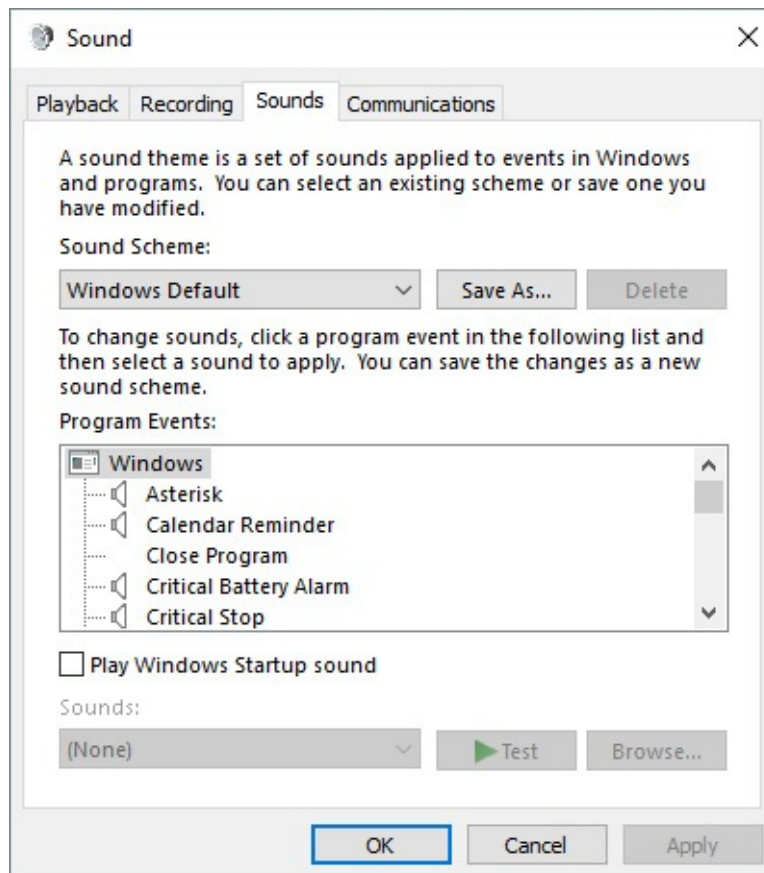 Sound
Playback Recording Sounds Communications
A sound theme is a set of sounds applied to events in Windows
and programs. You can select an existing scheme or save one you
have modified.
Sound Scheme:
Windows Default Save As... Delete
To change sounds, click a program event in the following list and
then select a sound to apply. You can save the changes as a new
sound scheme.
Program Events:
Windows
Asterisk
Calendar Reminder
Close Program
Critical Battery Alarm
Critical Stop
Play Windows Startup sound
Sounds:
(None) Test Browse...
OK Cancel Apply